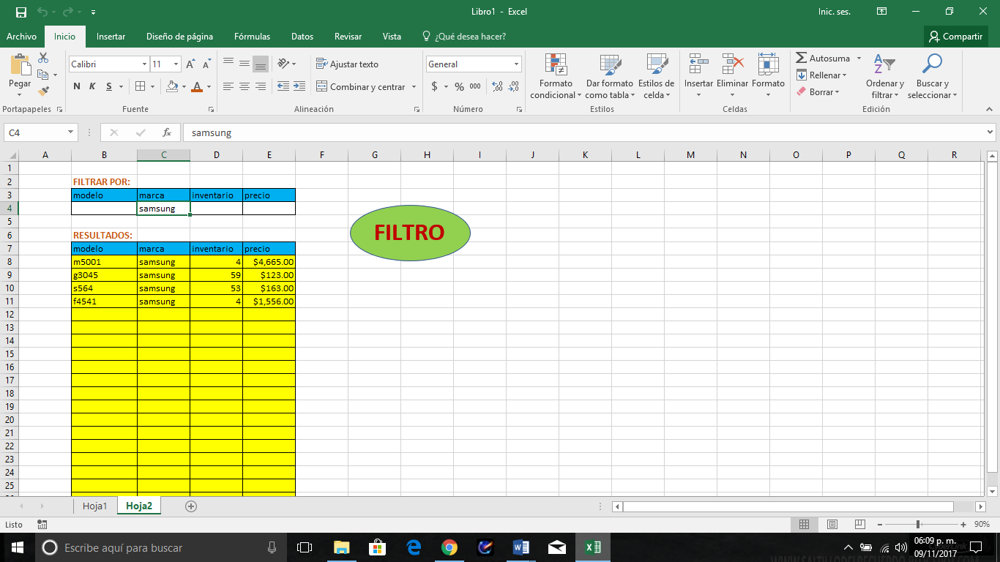 Libro1 - Excel
Inic. ses.
Archivo Inicio Insertar Diseño de página Fórmulas Datos Revisar Vista ¿Qué desea hacer? Compartir
Pegar
Calibri 11
N K S A
Ajustar texto
Combinar y centrar
General
$ % 000
Formato condicional
Dar formato como tabla
Estilos de celda
Insertar Eliminar Formato
Autosuma
Rellenar
Borrar
Ordenar y filtrar
Buscar y seleccionar
Portapapeles Fuente Alineación Número Estilos Celdas Edición
C4 fx samsung
A B C D E F G H I J K L M N O P Q R
1
2 FILTRAR POR:
3 modelo marca inventario precio
4 samsung
5
6 RESULTADOS:
7 modelo marca inventario precio
8 m5001 samsung 4 $4,665.00
9 g3045 samsung 59 $123.00
10 s564 samsung 53 $163.00
11 f4541 samsung 4 $1,556.00
12
13
14
15
16
17
18
19
20
21
22
23
24
25
FILTRO
Hoja1 Hoja2
Listo 90%
Escribe aquí para buscar
06:09 p. m.
09/11/2017